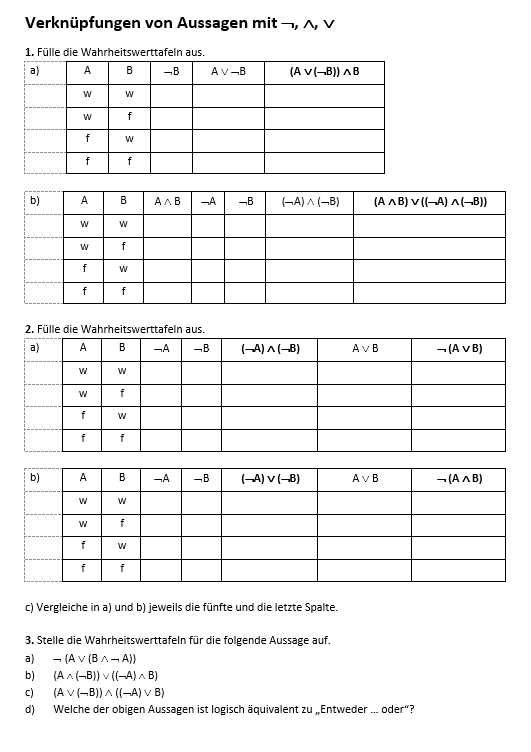 Verknüpfungen von Aussagen mit ¬, ∧, ∨
1. Fülle die Wahrheitswerttafeln aus.
a) A B ¬B A ∨ ¬B (A ∨ (¬B)) ∧ B
w w
w f
f w
f f
b) A B A ∧ B ¬A ¬B (¬A) ∧ (¬B) (A ∧ B) ∨ ((¬A) ∧ (¬B))
w w
w f
f w
f f
2. Fülle die Wahrheitswerttafeln aus.
a) A B ¬A ¬B (¬A) ∧ (¬B) A ∨ B ¬ (A ∨ B)
w w
w f
f w
f f
b) A B ¬A ¬B (¬A) ∨ (¬B) A ∨ B ¬ (A ∧ B)
w w
w f
f w
f f
c) Vergleiche in a) und b) jeweils die fünfte und die letzte Spalte.
3. Stelle die Wahrheitswerttafeln für die folgende Aussage auf.
a) ¬ (A ∨ (B ∧ ¬ A))
b) (A ∧ (¬B)) ∨ ((¬A) ∧ B)
c) (A ∨ (¬B)) ∧ ((¬A) ∨ B)
d) Welche der obigen Aussagen ist logisch äquivalent zu „Entweder ... oder“?